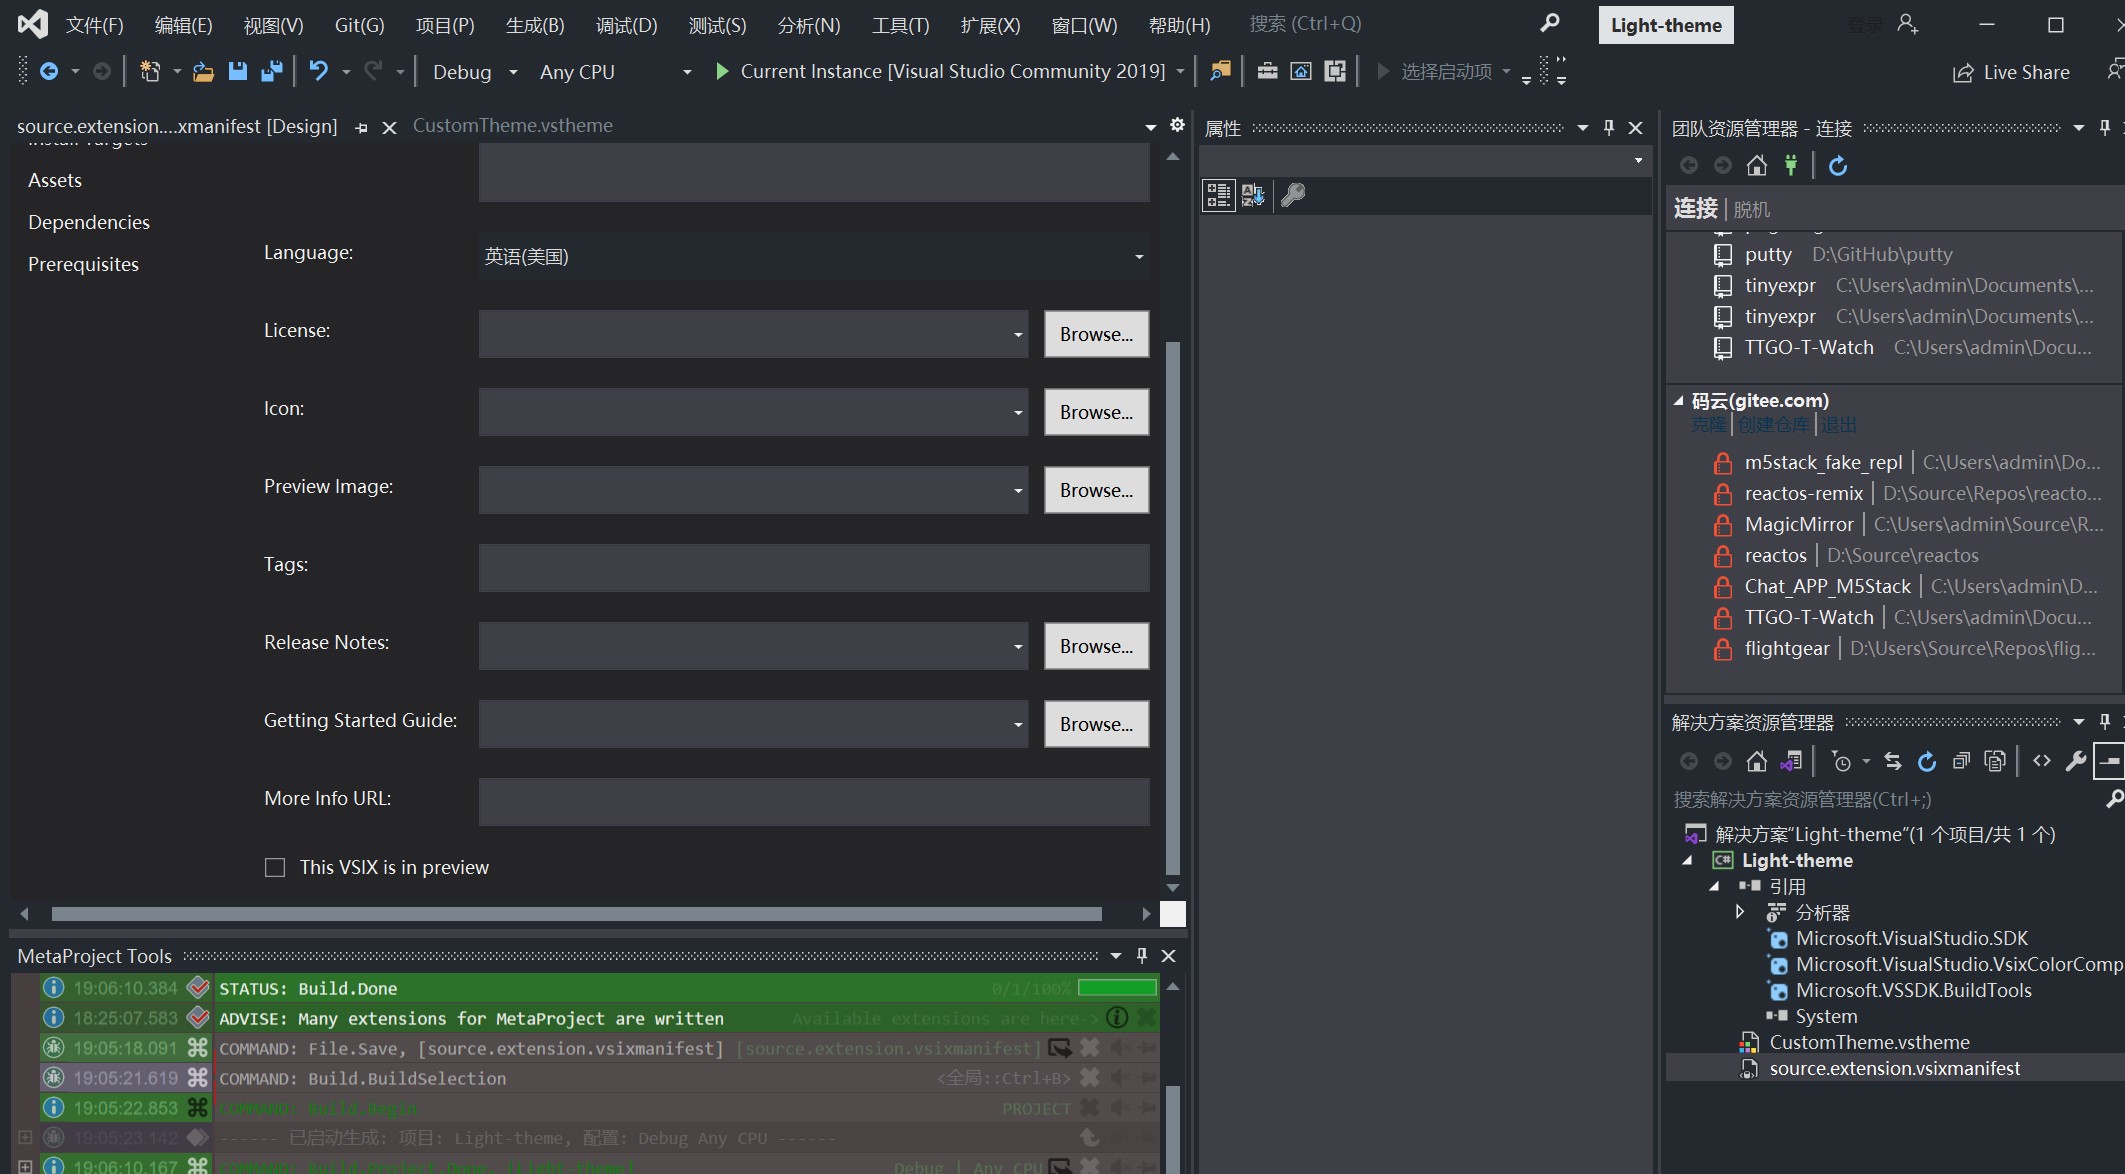 文件(F) 编辑(E) 视图(V) Git(G) 项目(P) 生成(B) 调试(D) 测试(S) 分析(N) 工具(T) 扩展(X) 窗口(W) 帮助(H) 搜索 (Ctrl+Q) Light-theme 登录
Debug Any CPU Current Instance [Visual Studio Community 2019] 选择启动项 Live Share
source.extension....xmanifest [Design] CustomTheme.vstheme
Install Targets
Assets
Dependencies
Prerequisites
Language: 英语(美国)
License: Browse...
Icon: Browse...
Preview Image: Browse...
Tags:
Release Notes: Browse...
Getting Started Guide: Browse...
More Info URL:
This VSIX is in preview
MetaProject Tools
19:06:10.384 STATUS: Build.Done 0/1/100%
18:25:07.583 ADVISE: Many extensions for MetaProject are written Available extensions are here->
19:05:18.091 COMMAND: File.Save, [source.extension.vsixmanifest] [source.extension.vsixmanifest]
19:05:21.619 COMMAND: Build.BuildSelection <全局::Ctrl+B>
19:05:22.853 COMMAND: Build.Begin PROJECT
19:05:23.142 ------ 已启动生成: 项目: Light-theme, 配置: Debug Any CPU ------
19:06:10.167 COMMAND: Build.Project.Done, [Light-theme] Debug | Any CPU
属性
团队资源管理器 - 连接
连接 | 脱机
putty D:\GitHub\putty
tinyexpr C:\Users\admin\Documents\...
tinyexpr C:\Users\admin\Documents\...
TTGO-T-Watch C:\Users\admin\Docu...
码云(gitee.com)
克隆 | 创建仓库 | 退出
m5stack_fake_repl | C:\Users\admin\Do...
reactos-remix | D:\Source\Repos\reacto...
MagicMirror | C:\Users\admin\Source\R...
reactos | D:\Source\reactos
Chat_APP_M5Stack | C:\Users\admin\D...
TTGO-T-Watch | C:\Users\admin\Docu...
flightgear | D:\Users\Source\Repos\flig...
解决方案资源管理器
搜索解决方案资源管理器(Ctrl+;)
解决方案"Light-theme"(1 个项目/共 1 个)
C# Light-theme
引用
分析器
Microsoft.VisualStudio.SDK
Microsoft.VisualStudio.VsixColorComp
Microsoft.VSSDK.BuildTools
System
CustomTheme.vstheme
source.extension.vsixmanifest